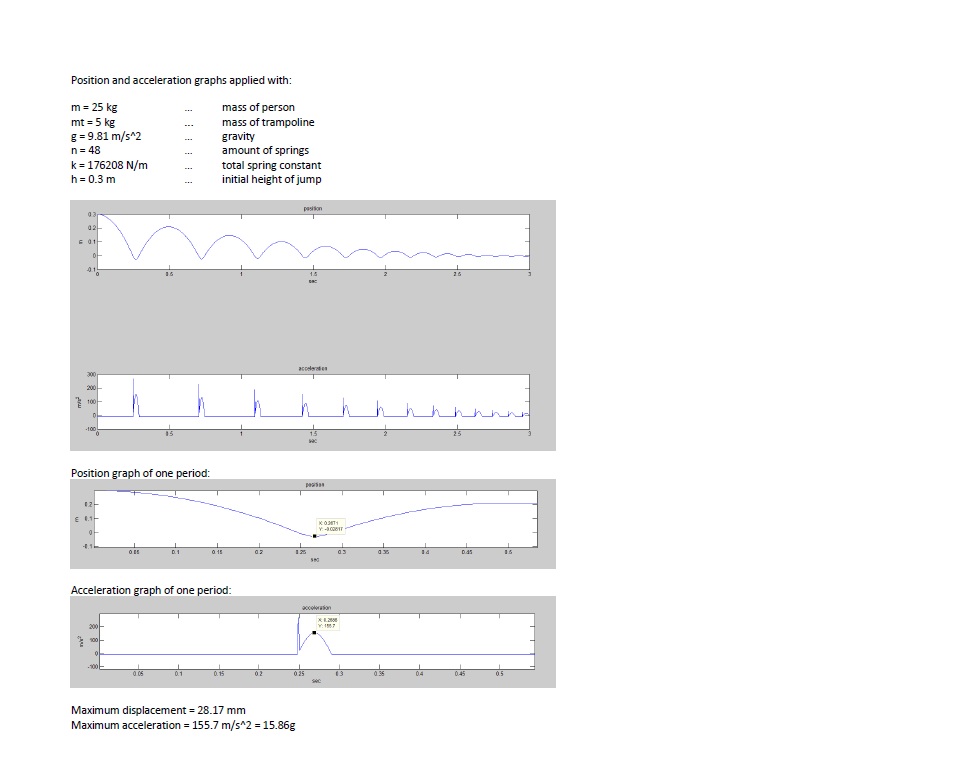 Position and acceleration graphs applied with:
m = 25 kg ... mass of person
mt = 5 kg ... mass of trampoline
g = 9.81 m/s^2 ... gravity
n = 48 ... amount of springs
k = 176208 N/m ... total spring constant
h = 0.3 m ... initial height of jump
position
0.3
0.2
0.1
0
-0.1
m
0 0.5 1 1.5 2 2.5 3
sec
acceleration
300
200
100
0
-100
m/s²
0 0.5 1 1.5 2 2.5 3
sec
Position graph of one period:
position
0.2
0.1
0
-0.1
m
X: 0.2671
Y: -0.02817
0.05 0.1 0.15 0.2 0.25 0.3 0.35 0.4 0.45 0.5
sec
Acceleration graph of one period:
acceleration
200
100
0
-100
m/s²
Y: 155.7
0.05 0.1 0.15 0.2 0.25 0.3 0.35 0.4 0.45 0.5
sec
Maximum displacement = 28.17 mm
Maximum acceleration = 155.7 m/s^2 = 15.86g